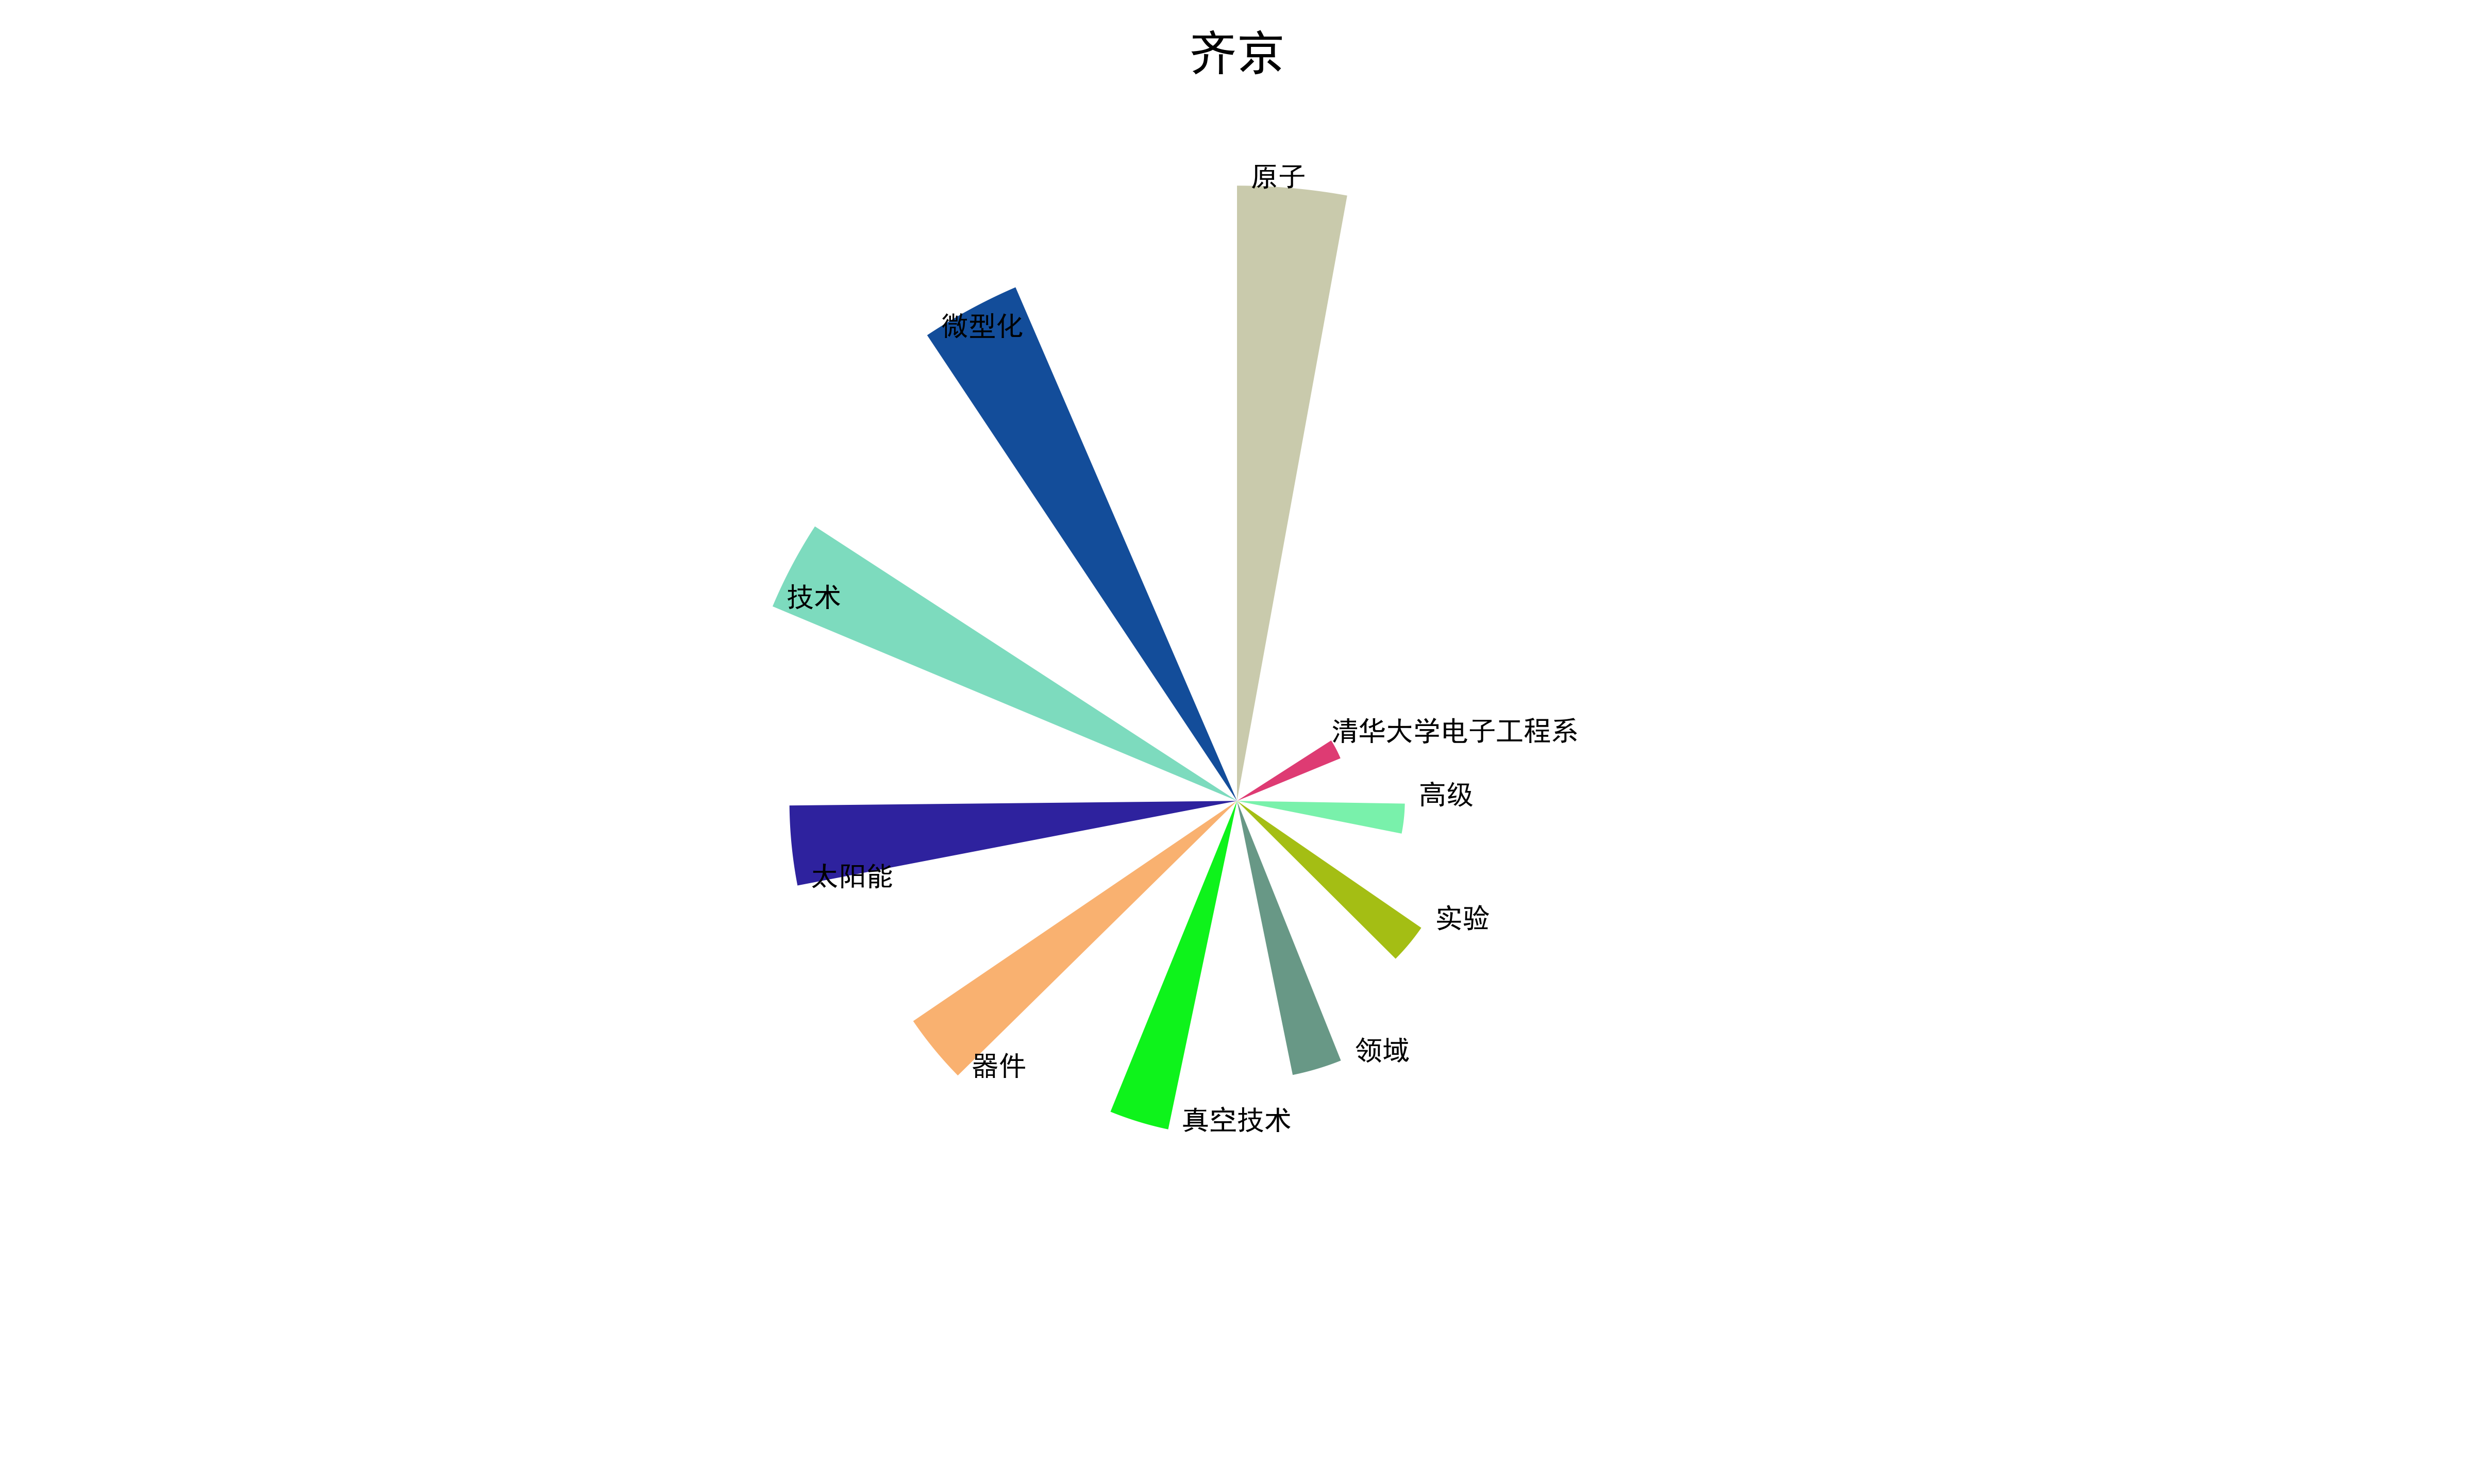 齐京
原子
微型化
技术
清华大学电子工程系
高级
太阳能
实验
领域
器件
真空技术